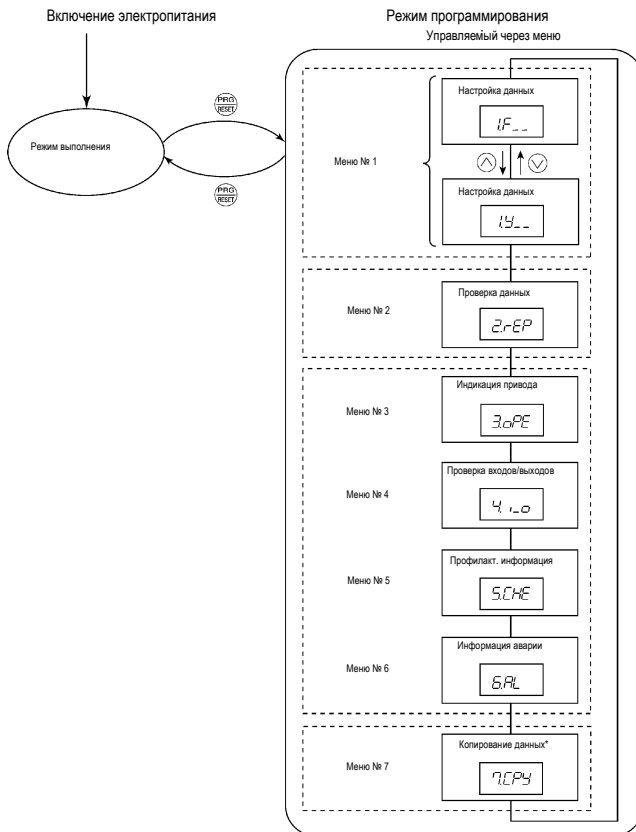 Включение электропитания
Режим программирования
Управляемый через меню
PRG
RESET
Режим выполнения
PRG
RESET
Меню № 1
Настройка данных
1.F__
Настройка данных
1.y__
Меню № 2
Проверка данных
2.rEP
Меню № 3
Индикация привода
3.oPE
Меню № 4
Проверка входов/выходов
4.i_o
Меню № 5
Профилакт. информация
5.CHE
Меню № 6
Информация аварии
6.AL
Меню № 7
Копирование данных*
7.CPY